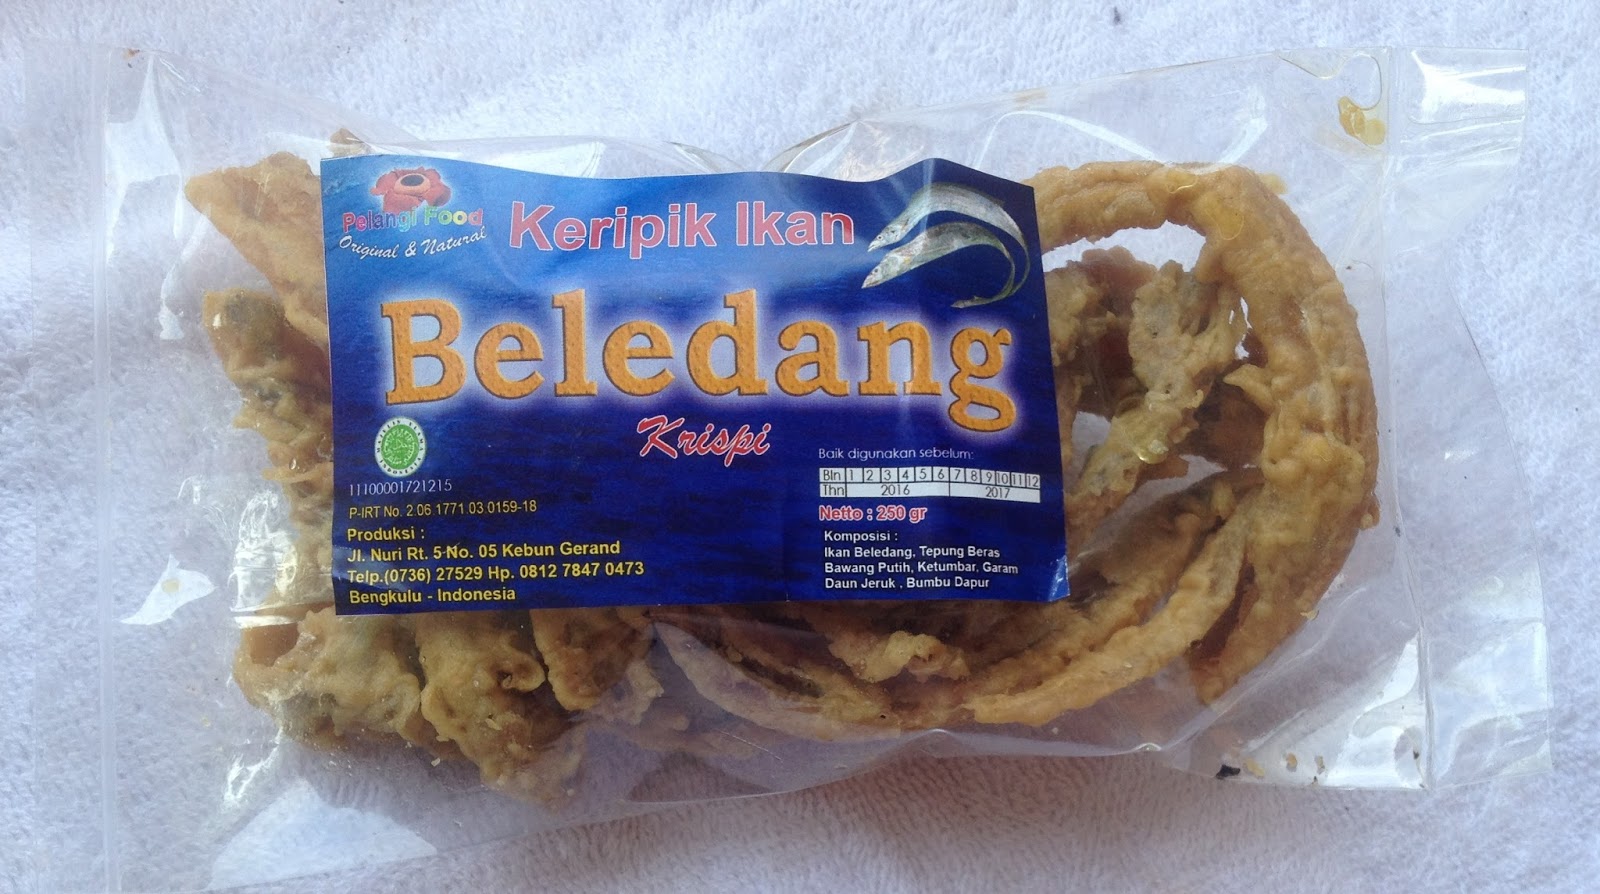 Pelangi Food
Original & Natural
Keripik Ikan
Beledang
Krispi
11100001721215
P-IRT No. 2.06 1771 03 0159-18
Produksi :
Jl. Nuri Rt. 5 No. 05 Kebun Gerand
Telp.(0736) 27529 Hp. 0812 7847 0473
Bengkulu - Indonesia
Baik digunakan sebelum:
Bln 1 2 3 4 5 6 7 8 9 10 11 12
Thn 2016 2017
Netto : 250 gr
Komposisi :
Ikan Beledang, Tepung Beras
Bawang Putih, Ketumbar, Garam
Daun Jeruk , Bumbu Dapur